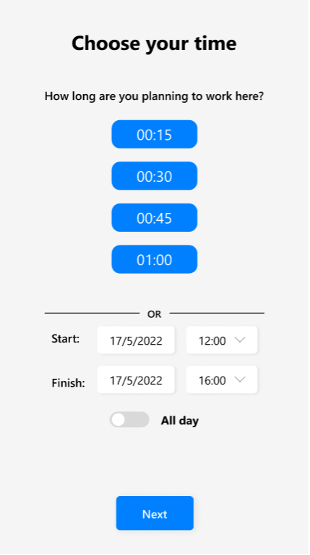 Choose your time
How long are you planning to work here?
00:15
00:30
00:45
01:00
OR
Start: 17/5/2022 12:00
Finish: 17/5/2022 16:00
All day
Next